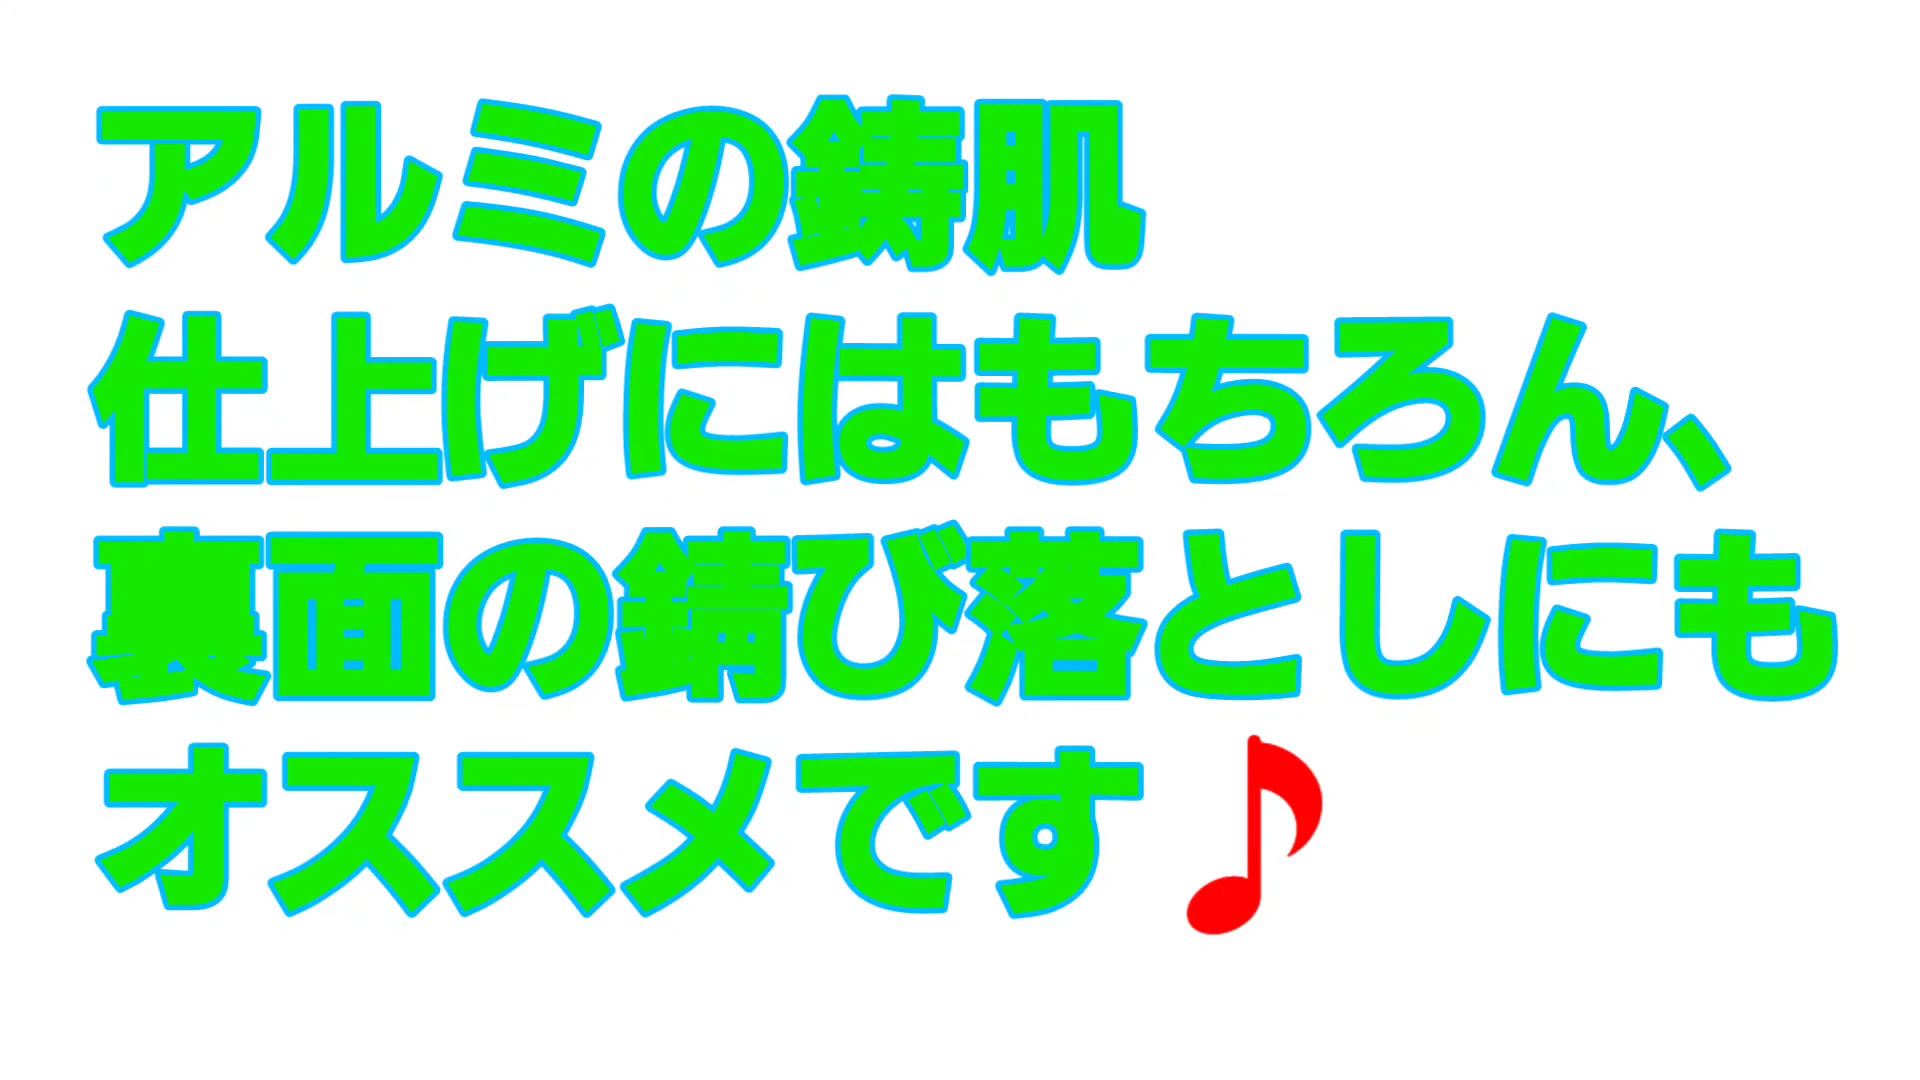 アルミの鋳肌
仕上げにはもちろん、
裏面の錆び落としにも
オススメです♪